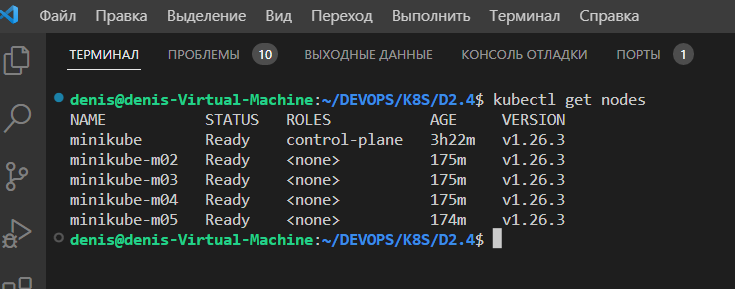 Файл Правка Выделение Вид Переход Выполнить Терминал Справка
ТЕРМИНАЛ ПРОБЛЕМЫ 10 ВЫХОДНЫЕ ДАННЫЕ КОНСОЛЬ ОТЛАДКИ ПОРТЫ 1
denis@denis-Virtual-Machine:~/DEVOPS/K8S/D2.4$ kubectl get nodes
NAME STATUS ROLES AGE VERSION
minikube Ready control-plane 3h22m v1.26.3
minikube-m02 Ready <none> 175m v1.26.3
minikube-m03 Ready <none> 175m v1.26.3
minikube-m04 Ready <none> 175m v1.26.3
minikube-m05 Ready <none> 174m v1.26.3
denis@denis-Virtual-Machine:~/DEVOPS/K8S/D2.4$